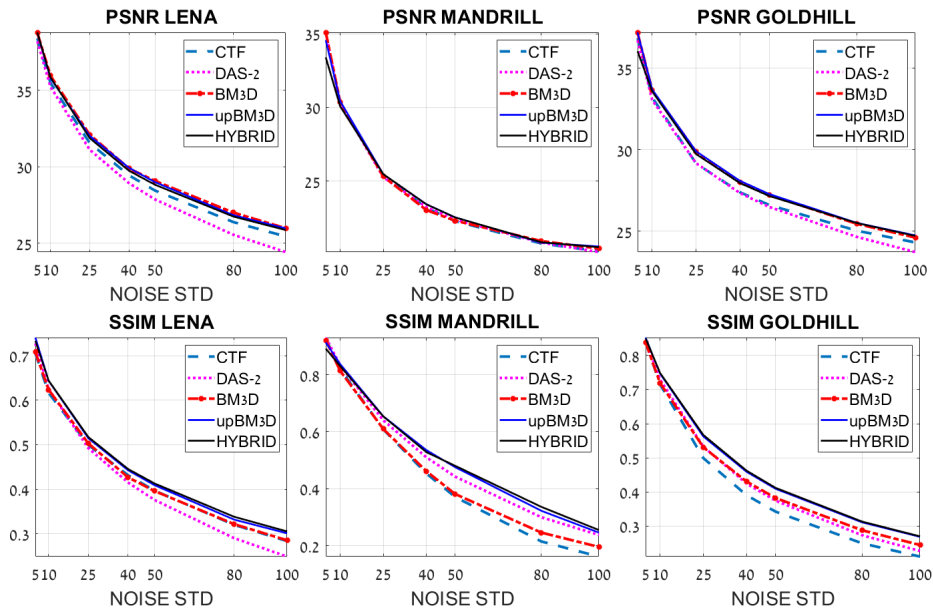 PSNR LENA
CTF
DAS-2
BM3D
upBM3D
HYBRID
35
30
25
5 10 25 40 50 80 100
NOISE STD
PSNR MANDRILL
CTF
DAS-2
BM3D
upBM3D
HYBRID
35
30
25
5 10 25 40 50 80 100
NOISE STD
PSNR GOLDHILL
CTF
DAS-2
BM3D
upBM3D
HYBRID
35
30
25
5 10 25 40 50 80 100
NOISE STD
SSIM LENA
CTF
DAS-2
BM3D
upBM3D
HYBRID
0.7
0.6
0.5
0.4
0.3
5 10 25 40 50 80 100
NOISE STD
SSIM MANDRILL
CTF
DAS-2
BM3D
upBM3D
HYBRID
0.8
0.6
0.4
0.2
5 10 25 40 50 80 100
NOISE STD
SSIM GOLDHILL
CTF
DAS-2
BM3D
upBM3D
HYBRID
0.8
0.7
0.6
0.5
0.4
0.3
5 10 25 40 50 80 100
NOISE STD